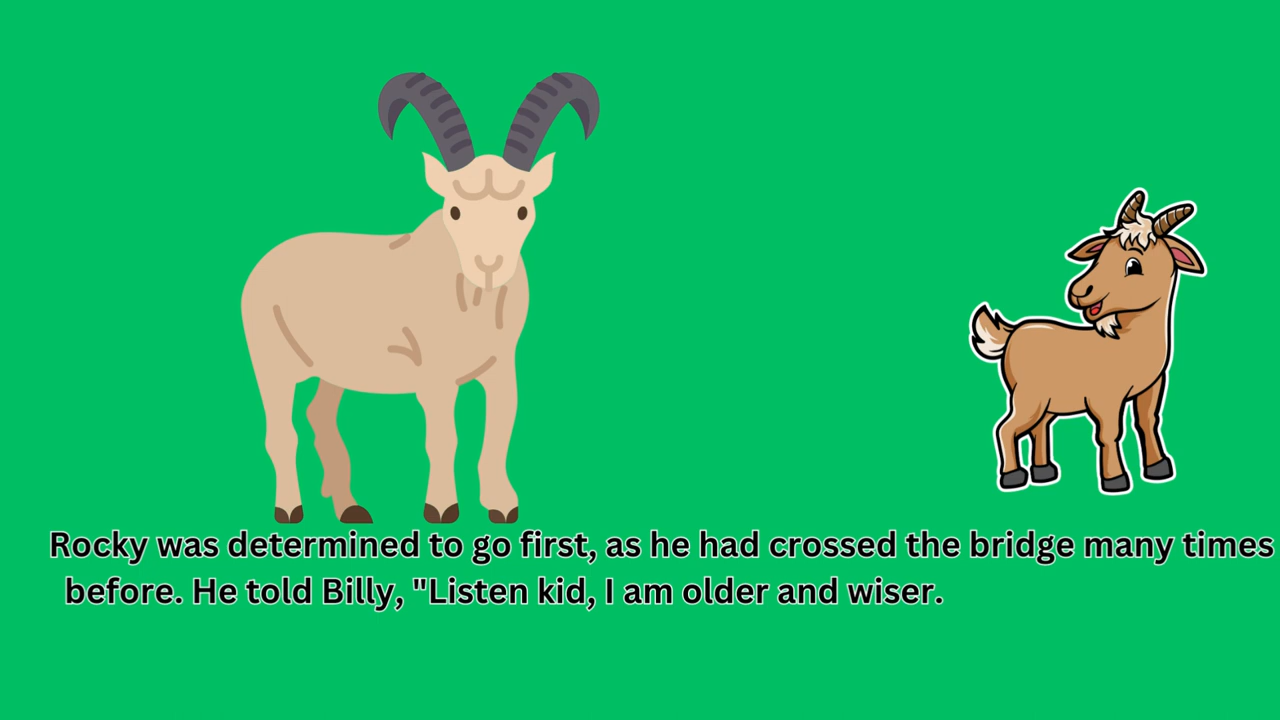 Rocky was determined to go first, as he had crossed the bridge many times
before. He told Billy, "Listen kid, I am older and wiser.